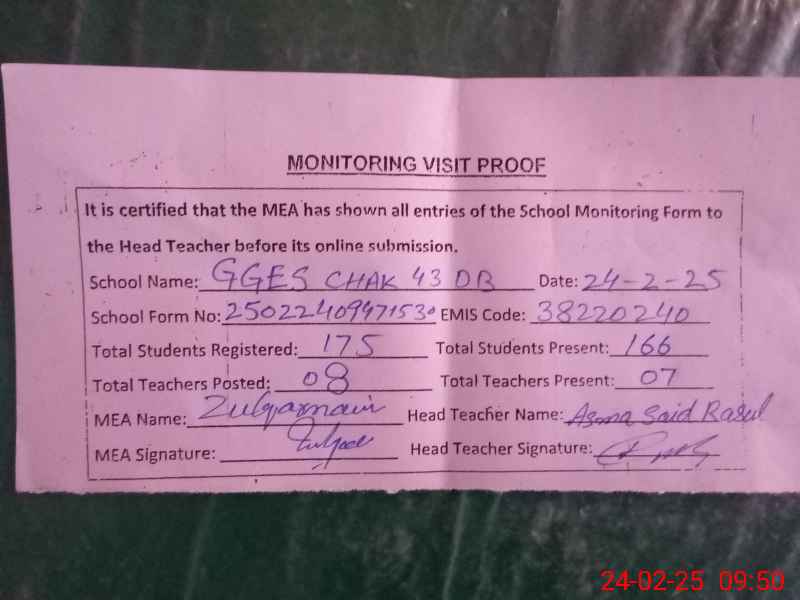 MONITORING VISIT PROOF
It is certified that the MEA has shown all entries of the School Monitoring Form to
the Head Teacher before its online submission.
School Name: GGES CHAK 43 DB Date: 24-2-25
School Form No: 25022409471530 EMIS Code: 38220240
Total Students Registered: 175 Total Students Present: 166
Total Teachers Posted: 08 Total Teachers Present: 07
MEA Name: Zulqarnain Head Teacher Name: Asma Said Rasul
MEA Signature: Head Teacher Signature:
24-02-25 09:50